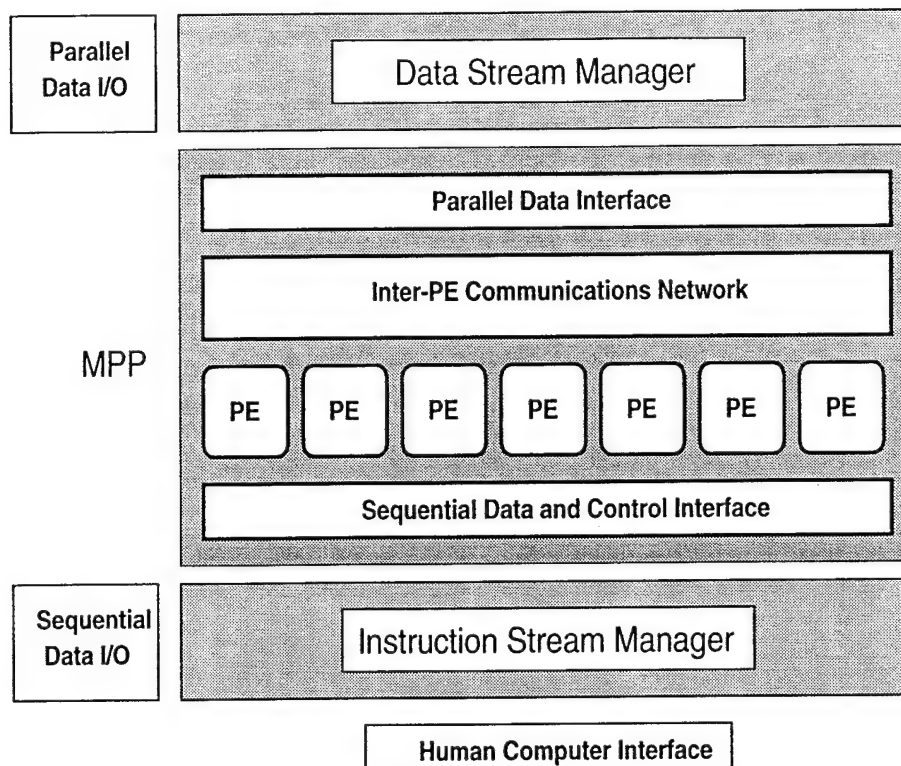 Parallel
Data I/O
Data Stream Manager
Parallel Data Interface
Inter-PE Communications Network
MPP
PE PE PE PE PE PE PE
Sequential Data and Control Interface
Sequential
Data I/O
Instruction Stream Manager
Human Computer Interface